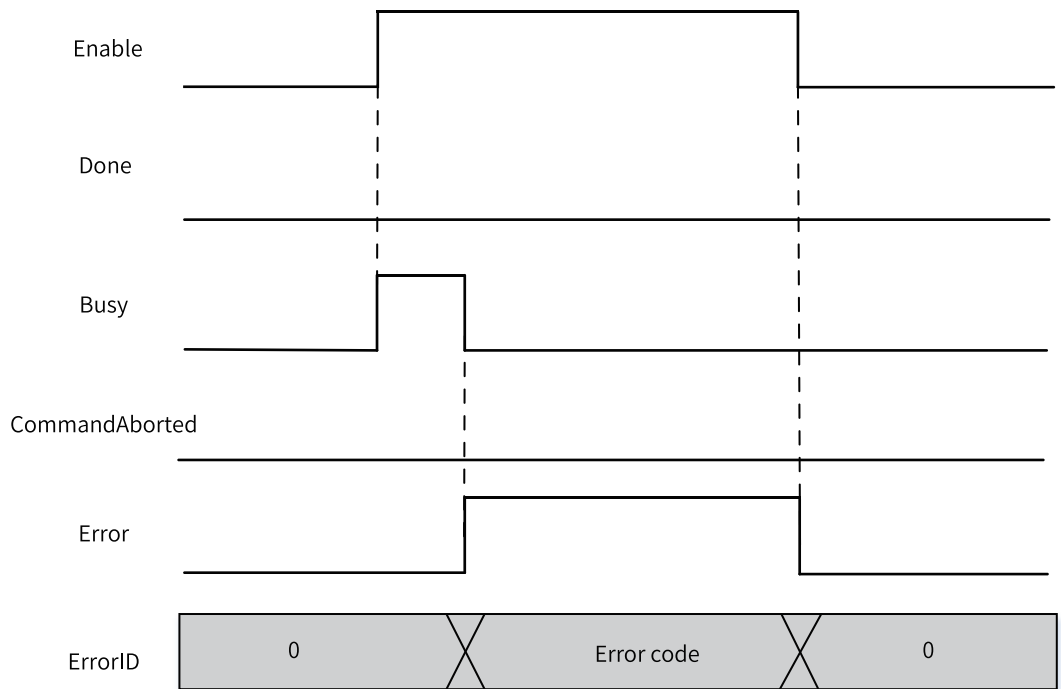 Enable
Done
Busy
CommandAborted
Error
ErrorID
0
Error code
0